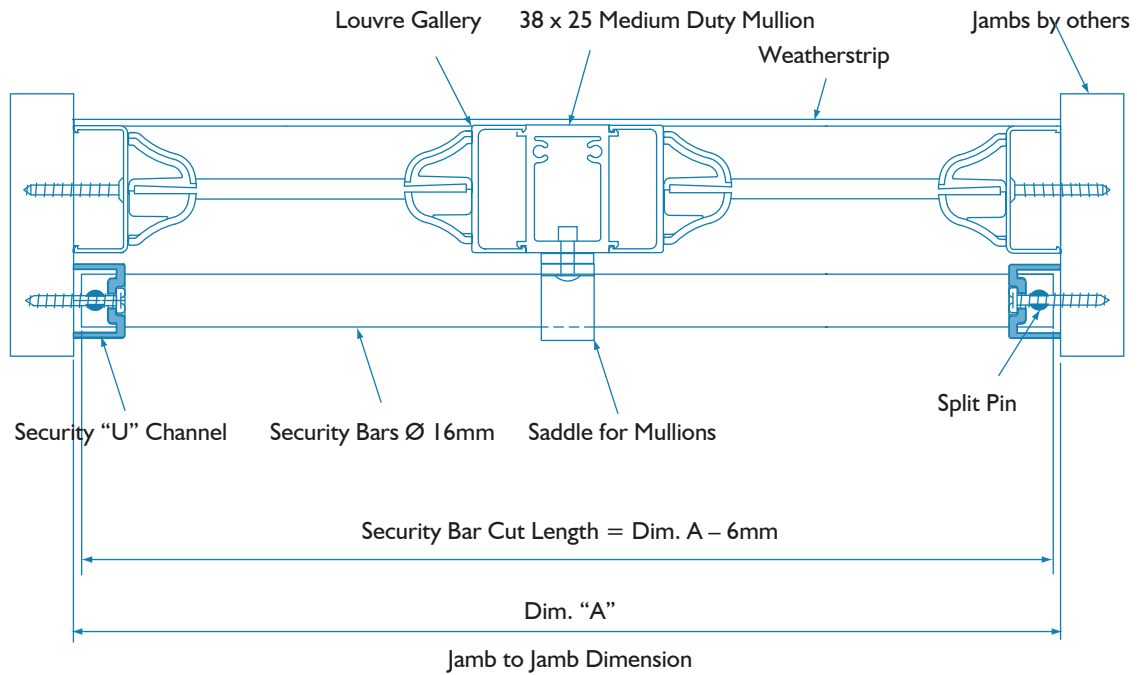 Louvre Gallery
38 x 25 Medium Duty Mullion
Jambs by others
Weatherstrip
Split Pin
Security “U” Channel
Security Bars Ø 16mm
Saddle for Mullions
Security Bar Cut Length = Dim. A – 6mm
Dim. “A”
Jamb to Jamb Dimension